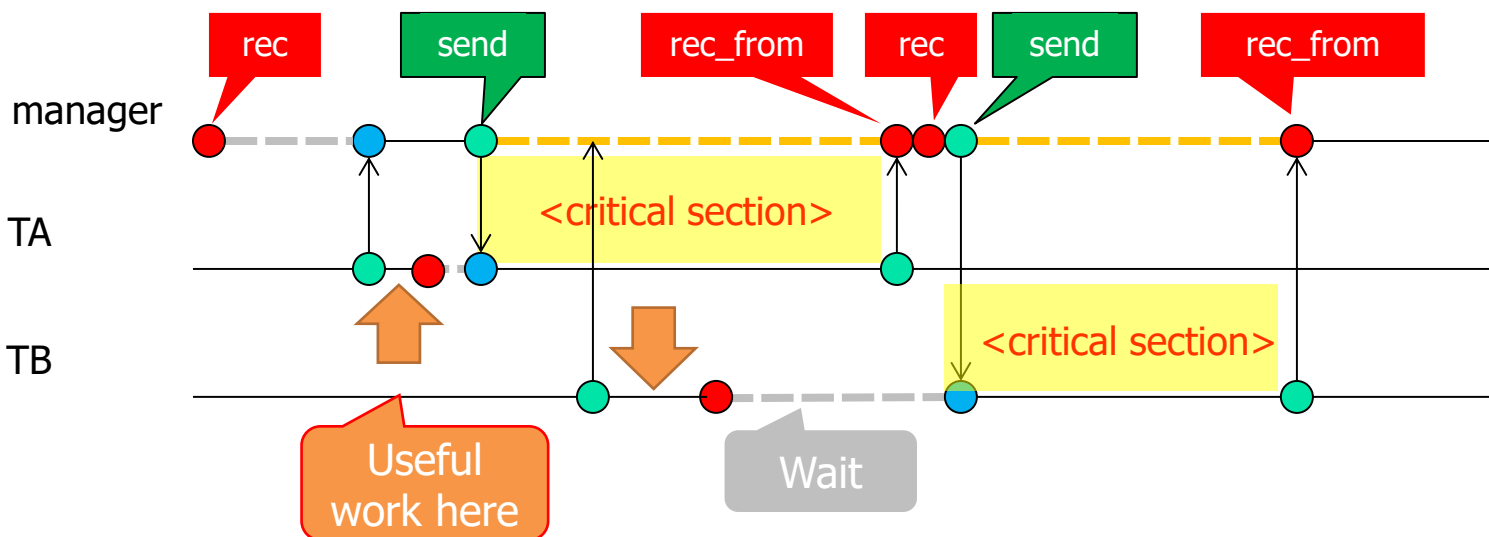 rec
send
rec_from
rec
send
rec_from
manager
<critical section>
TA
<critical section>
TB
Useful
work here
Wait